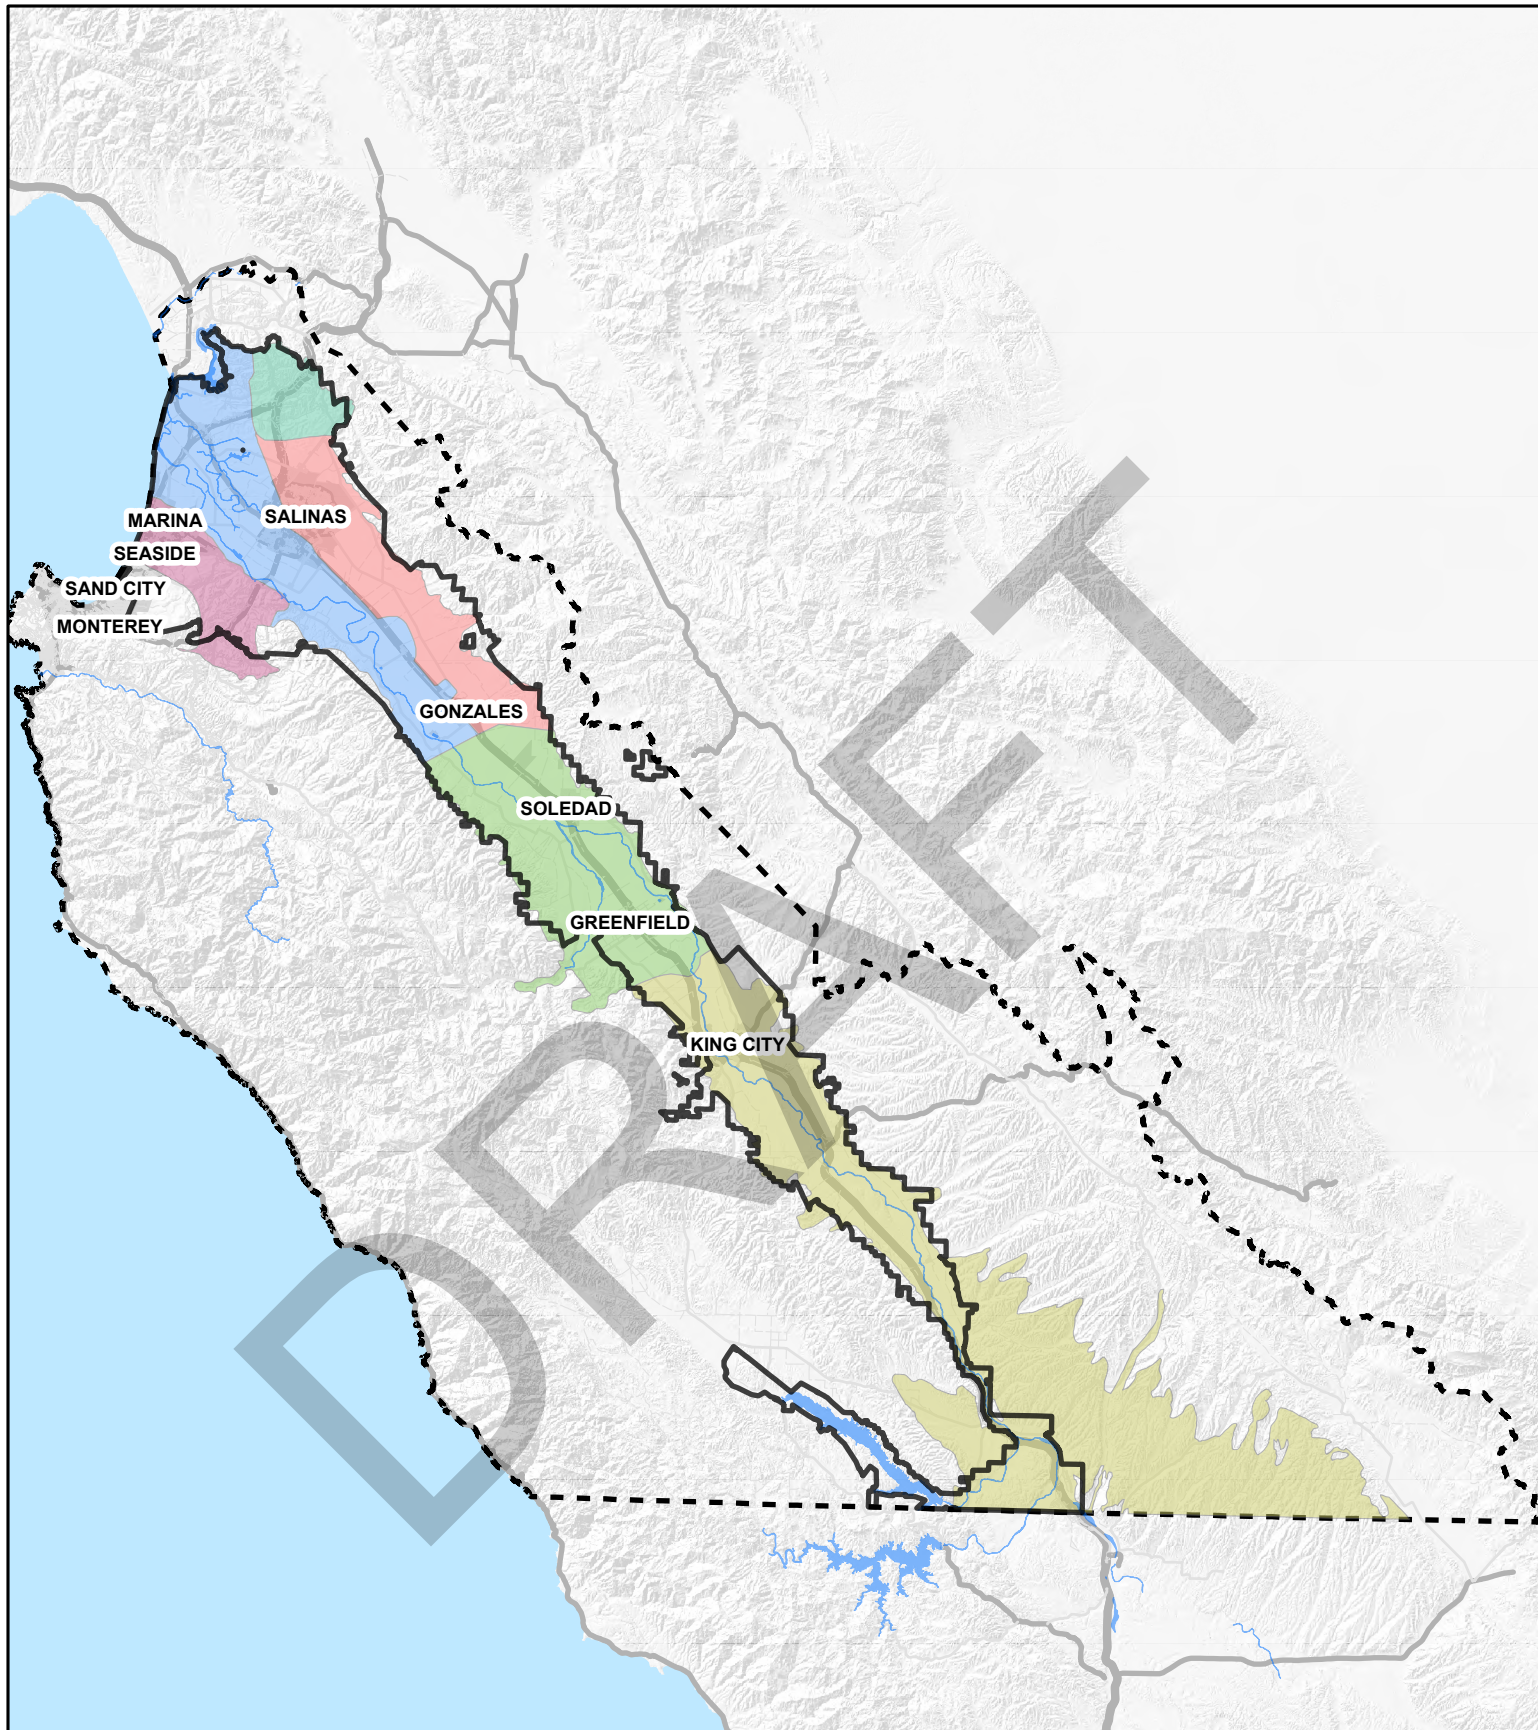 MARINA
SALINAS
SEASIDE
SAND CITY
MONTEREY
GONZALES
SOLEDAD
GREENFIELD
KING CITY
DRAFT